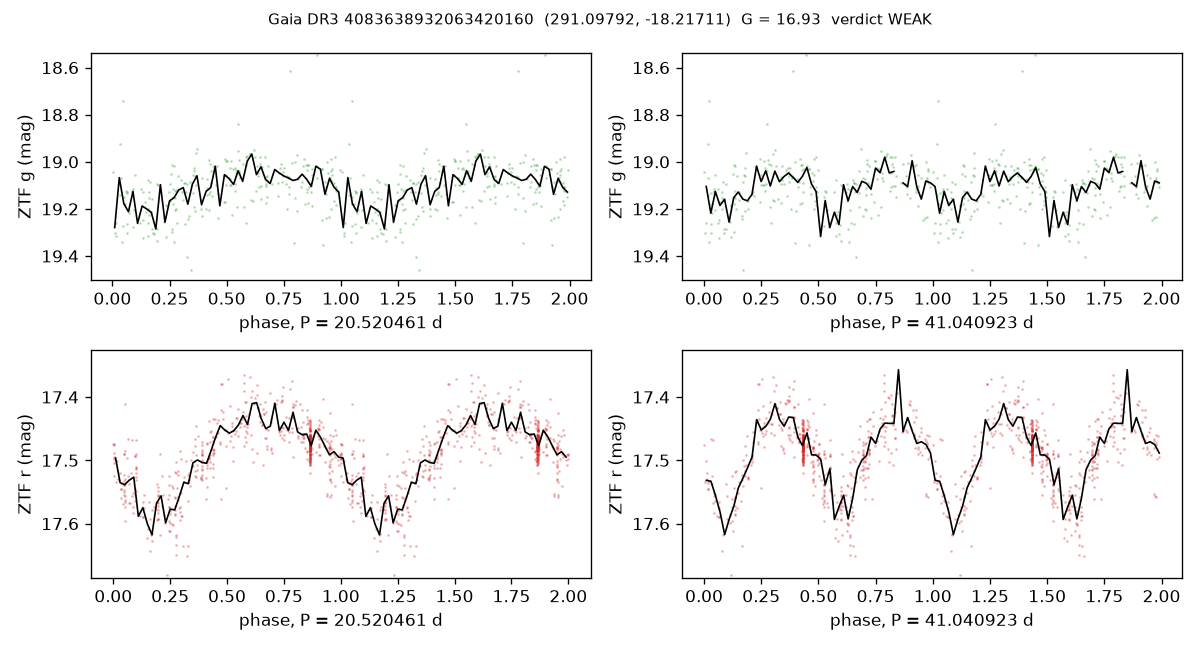 Gaia DR3 4083638932063420160 (291.09792, -18.21711) G = 16.93 verdict WEAK
ZTF g (mag)
18.6
18.8
19.0
19.2
19.4
0.00 0.25 0.50 0.75 1.00 1.25 1.50 1.75 2.00
phase, P = 20.520461 d
ZTF g (mag)
18.6
18.8
19.0
19.2
19.4
0.00 0.25 0.50 0.75 1.00 1.25 1.50 1.75 2.00
phase, P = 41.040923 d
ZTF r (mag)
17.4
17.5
17.6
0.00 0.25 0.50 0.75 1.00 1.25 1.50 1.75 2.00
phase, P = 20.520461 d
ZTF r (mag)
17.4
17.5
17.6
0.00 0.25 0.50 0.75 1.00 1.25 1.50 1.75 2.00
phase, P = 41.040923 d